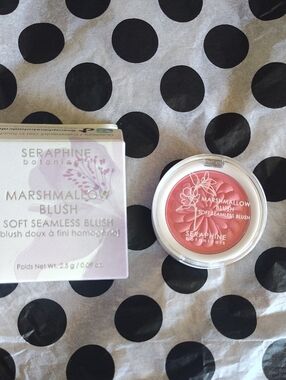 SERAPHINE
botanicals
MARSHMALLOW
BLUSH
SOFT SEAMLESS BLUSH
(blush doux à fini homogène)
Poids Net Wt. 2.5 g / 0.09 oz.
MARSHMALLOW
BLUSH
SOFT SEAMLESS BLUSH
SERAPHINE
botanicals